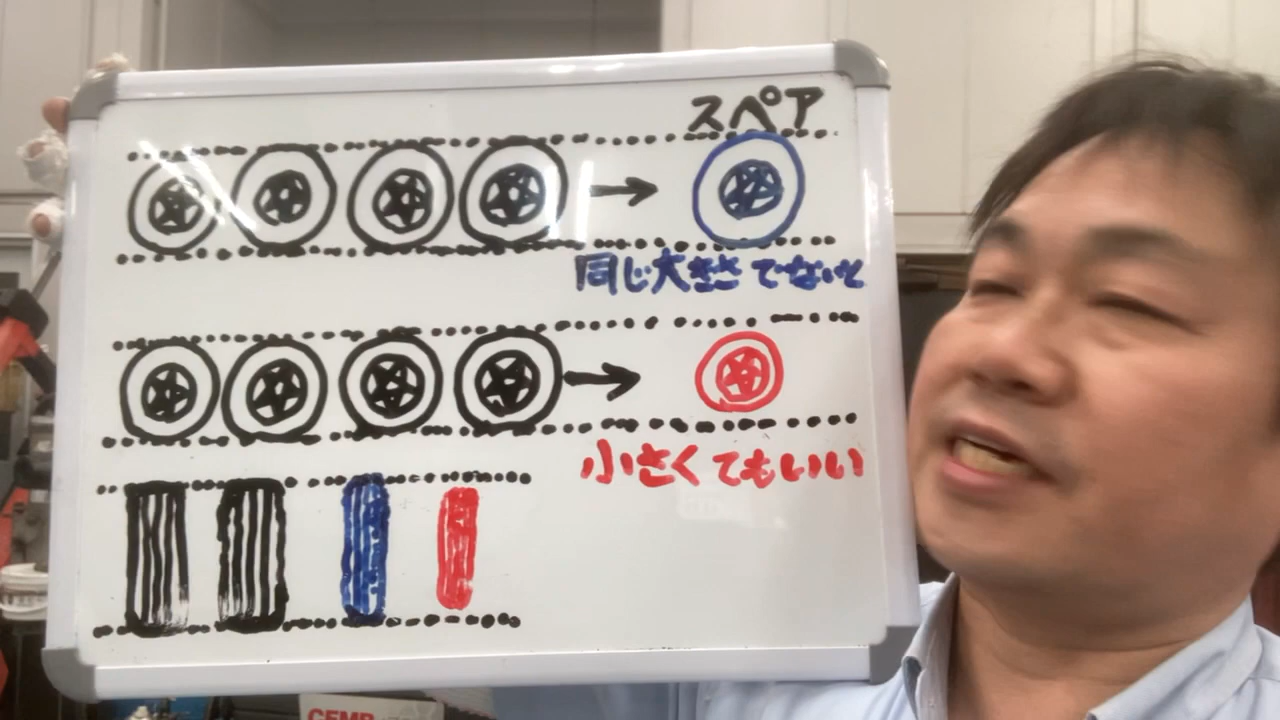 スペア
同じ大きさでないと
小さくてもいい